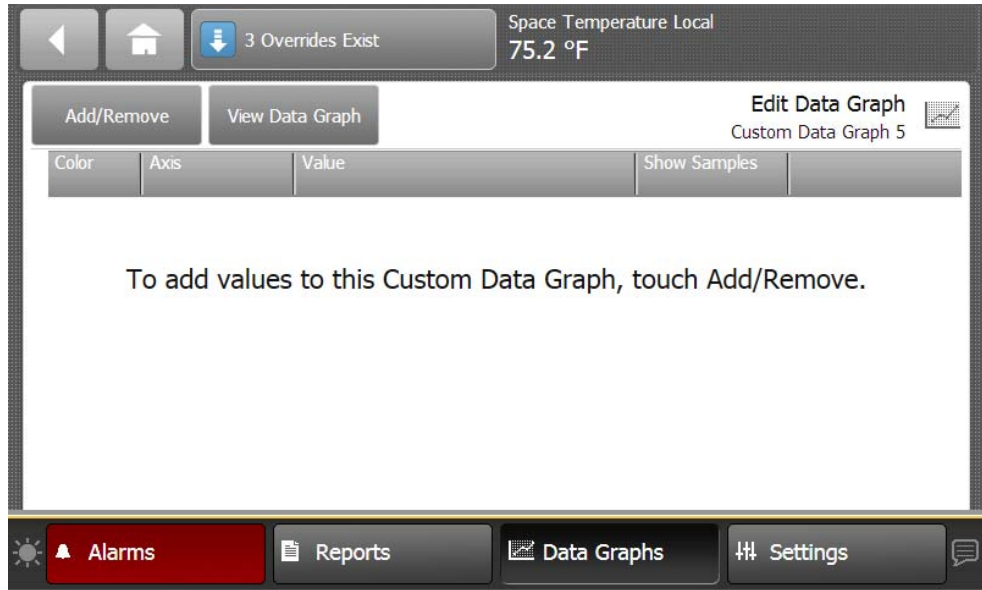 3 Overrides Exist
Space Temperature Local
75.2 °F
Add/Remove
View Data Graph
Edit Data Graph
Custom Data Graph 5
Color Axis Value Show Samples
To add values to this Custom Data Graph, touch Add/Remove.
Alarms Reports Data Graphs Settings